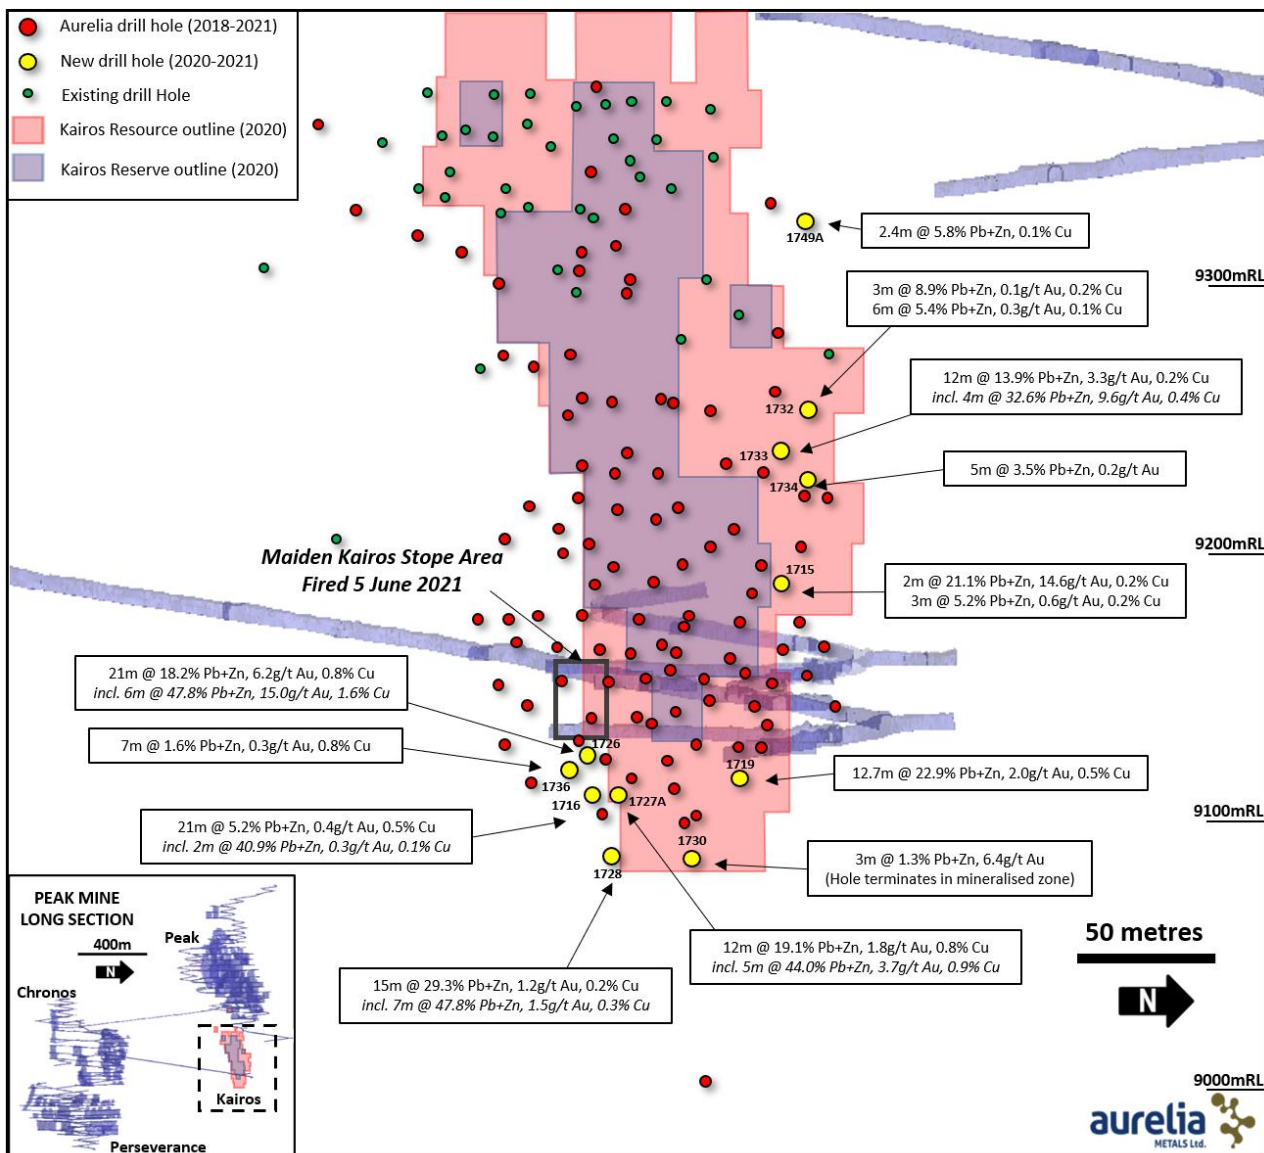 Aurelia drill hole (2018-2021)
New drill hole (2020-2021)
Existing drill Hole
Kairos Resource outline (2020)
Kairos Reserve outline (2020)
1749A
2.4m @ 5.8% Pb+Zn, 0.1% Cu
9300mRL
3m @ 8.9% Pb+Zn, 0.1g/t Au, 0.2% Cu
6m @ 5.4% Pb+Zn, 0.3g/t Au, 0.1% Cu
12m @ 13.9% Pb+Zn, 3.3g/t Au, 0.2% Cu
incl. 4m @ 32.6% Pb+Zn, 9.6g/t Au, 0.4% Cu
1732
1733
1734
5m @ 3.5% Pb+Zn, 0.2g/t Au
9200mRL
Maiden Kairos Stope Area
Fired 5 June 2021
1715
2m @ 21.1% Pb+Zn, 14.6g/t Au, 0.2% Cu
3m @ 5.2% Pb+Zn, 0.6g/t Au, 0.2% Cu
21m @ 18.2% Pb+Zn, 6.2g/t Au, 0.8% Cu
incl. 6m @ 47.8% Pb+Zn, 15.0g/t Au, 1.6% Cu
7m @ 1.6% Pb+Zn, 0.3g/t Au, 0.8% Cu
1726
1719
1736
1716
1727A
12.7m @ 22.9% Pb+Zn, 2.0g/t Au, 0.5% Cu
9100mRL
21m @ 5.2% Pb+Zn, 0.4g/t Au, 0.5% Cu
incl. 2m @ 40.9% Pb+Zn, 0.3g/t Au, 0.1% Cu
1730
1728
3m @ 1.3% Pb+Zn, 6.4g/t Au
(Hole terminates in mineralised zone)
12m @ 19.1% Pb+Zn, 1.8g/t Au, 0.8% Cu
incl. 5m @ 44.0% Pb+Zn, 3.7g/t Au, 0.9% Cu
15m @ 29.3% Pb+Zn, 1.2g/t Au, 0.2% Cu
incl. 7m @ 47.8% Pb+Zn, 1.5g/t Au, 0.3% Cu
50 metres
N
9000mRL
PEAK MINE
LONG SECTION
400m
N
Peak
Chronos
Kairos
Perseverance
aurelia
METALS Ltd.